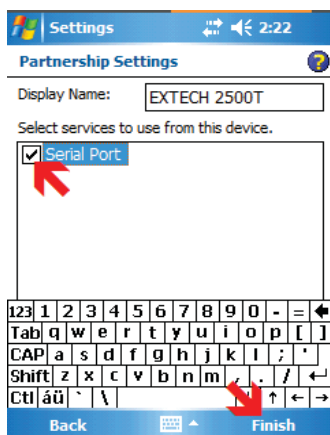 Settings 2:22
Partnership Settings ?
Display Name: EXTECH 2500T
Select services to use from this device.
Serial Port
123 1 2 3 4 5 6 7 8 9 0 - = ←
Tab q w e r t y u i o p [ ]
CAP a s d f g h j k l ; '
Shift z x c v b n m , . / ↵
Ctl áü ` \ ↑ ← →
Back Finish